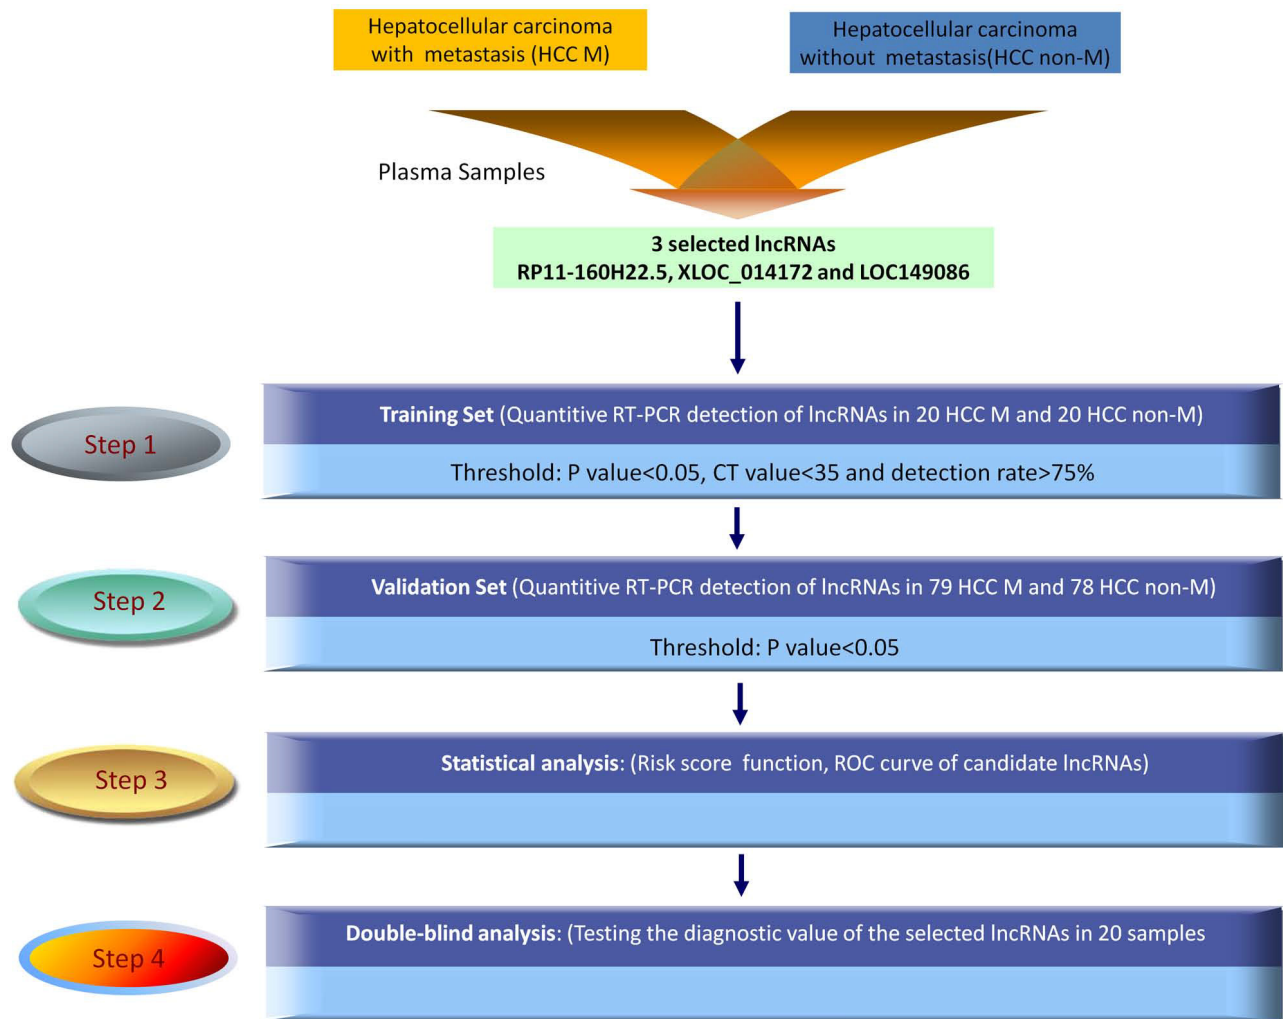 Hepatocellular carcinoma
with metastasis (HCC M)
Hepatocellular carcinoma
without metastasis(HCC non-M)
Plasma Samples
3 selected lncRNAs
RP11-160H22.5, XLOC_014172 and LOC149086
Step 1
Training Set (Quantitive RT-PCR detection of lncRNAs in 20 HCC M and 20 HCC non-M)
Threshold: P value<0.05, CT value<35 and detection rate>75%
Step 2
Validation Set (Quantitive RT-PCR detection of lncRNAs in 79 HCC M and 78 HCC non-M)
Threshold: P value<0.05
Step 3
Statistical analysis: (Risk score function, ROC curve of candidate lncRNAs)
Step 4
Double-blind analysis: (Testing the diagnostic value of the selected lncRNAs in 20 samples